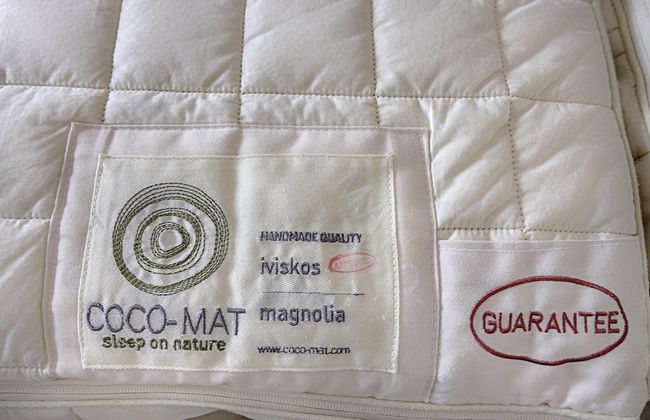 HANDMADE QUALITY
iviskos
COCO-MAT
sleep on nature
magnolia
www.coco-mat.com
GUARANTEE